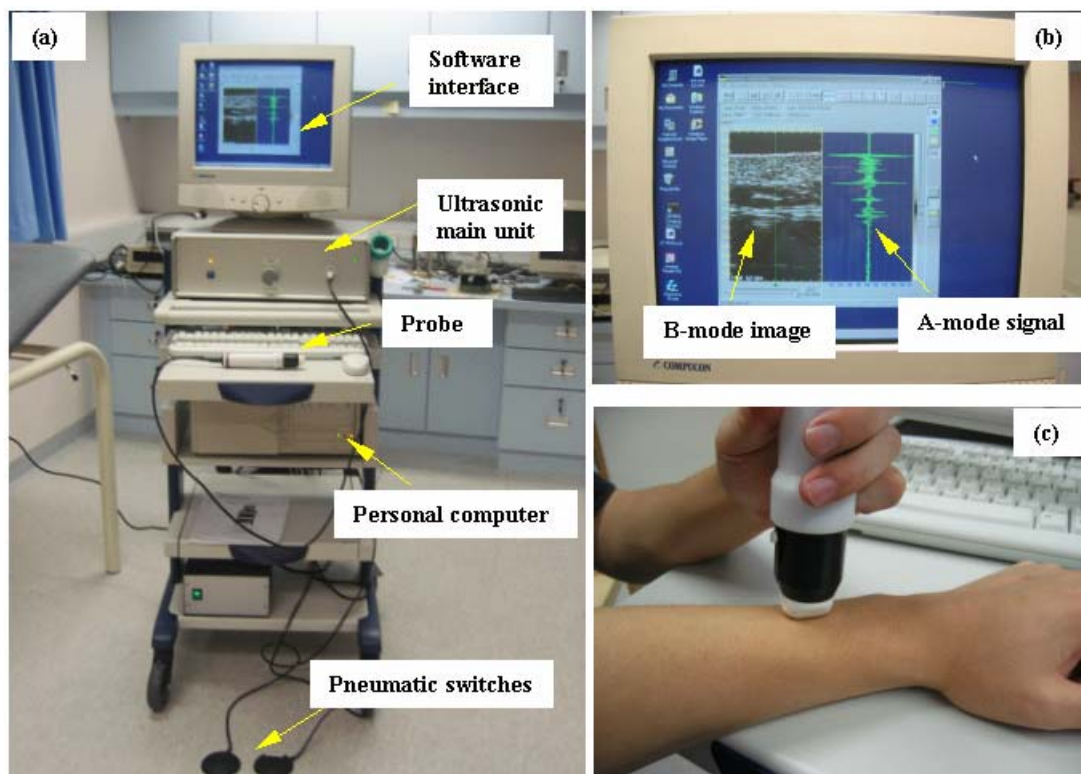 (a)
Software
interface
Ultrasonic
main unit
Probe
Personal computer
Pneumatic switches
(b)
B-mode image
A-mode signal
COMPUCON
(c)